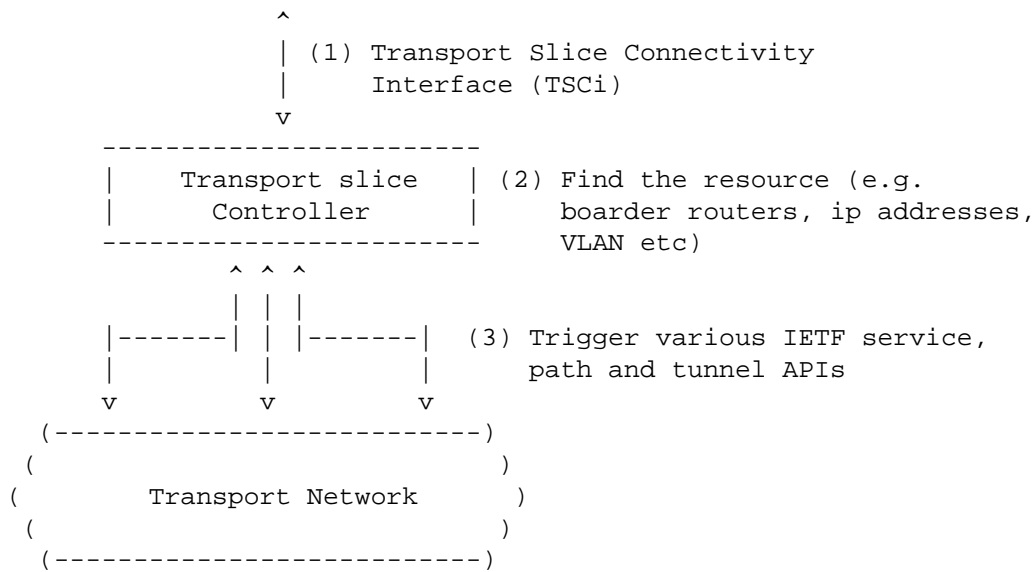 (1) Transport Slice Connectivity
Interface (TSCi)
Transport slice
(2) Find the resource (e.g.
Controller
boarder routers, ip addresses,
VLAN etc)
(3) Trigger various IETF service,
path and tunnel APIs
Transport Network